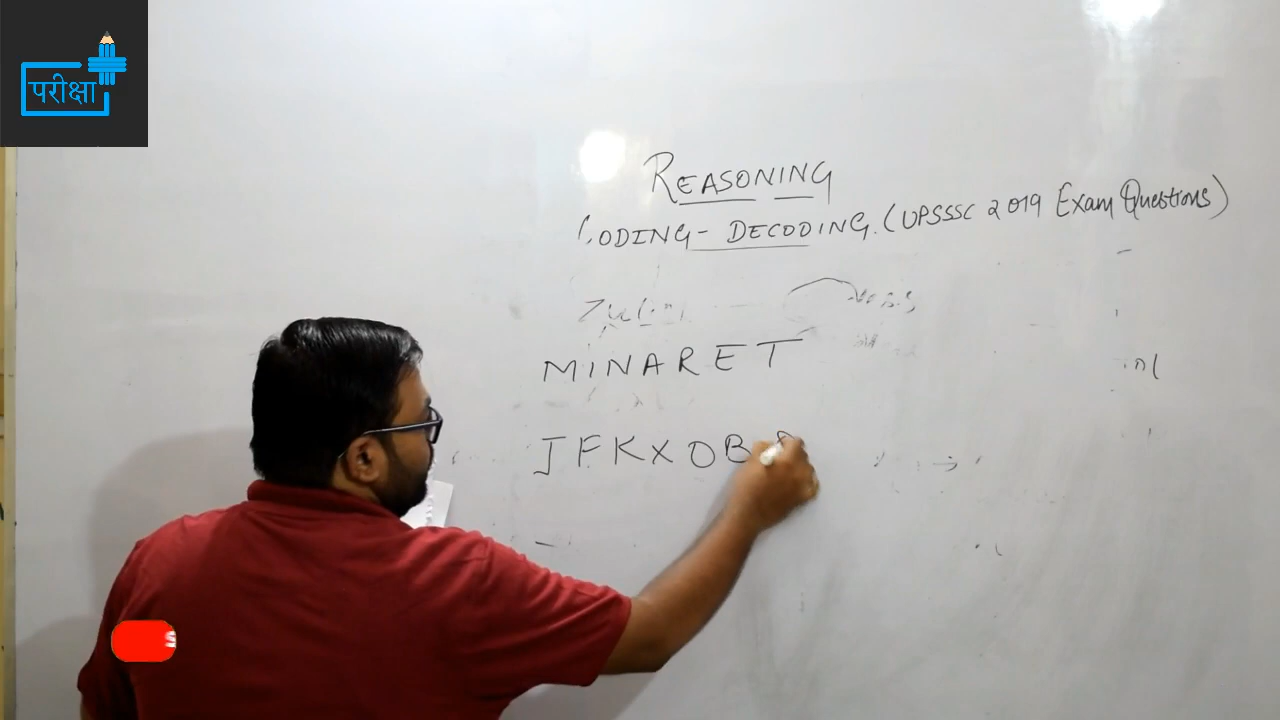 परीक्षा
REASONING
CODING-DECODING. (UPSSSC 2019 Exam Questions)
MINARET
JFKXOB